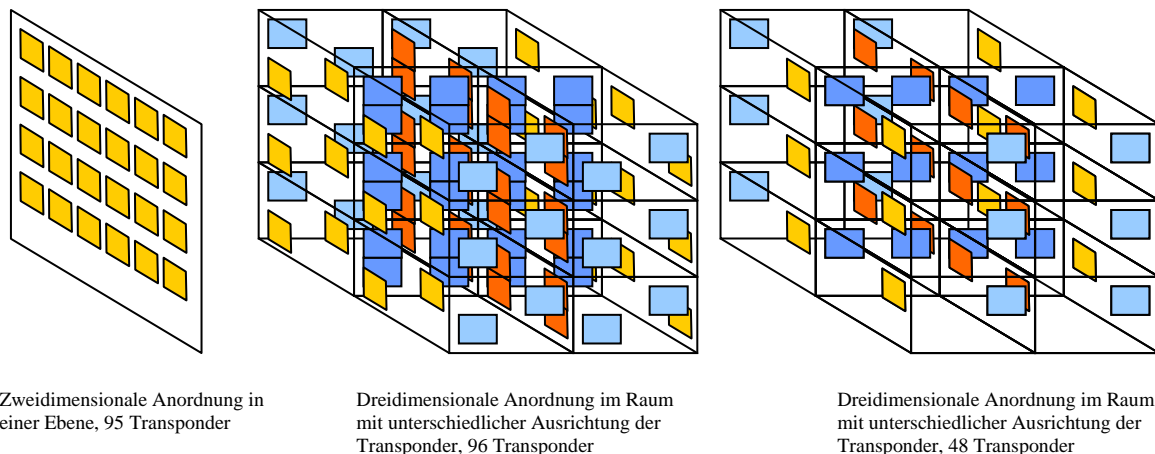 Zweidimensionale Anordnung in
einer Ebene, 95 Transponder
Dreidimensionale Anordnung im Raum
mit unterschiedlicher Ausrichtung der
Transponder, 96 Transponder
Dreidimensionale Anordnung im Raum
mit unterschiedlicher Ausrichtung der
Transponder, 48 Transponder